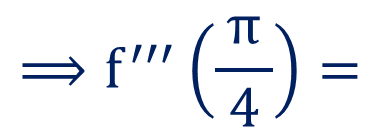 ⟹ f′′′ (π/4) =